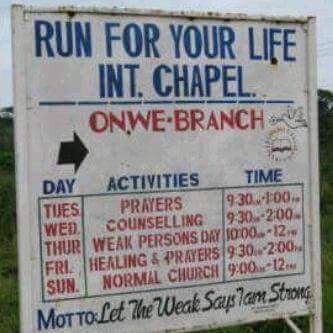 RUN FOR YOUR LIFE
INT. CHAPEL.
ONWE-BRANCH
DAY ACTIVITIES TIME
TUES. PRAYERS 9:30AM-1:00PM
WED. COUNSELLING 9:30AM-2:00PM
THUR WEAK PERSONS DAY 10:00AM-12PM
FRI. HEALING & PRAYERS 9:30AM-2:00PM
SUN. NORMAL CHURCH 9:00AM-12PM
MOTTO: Let The Weak Says I am Strong